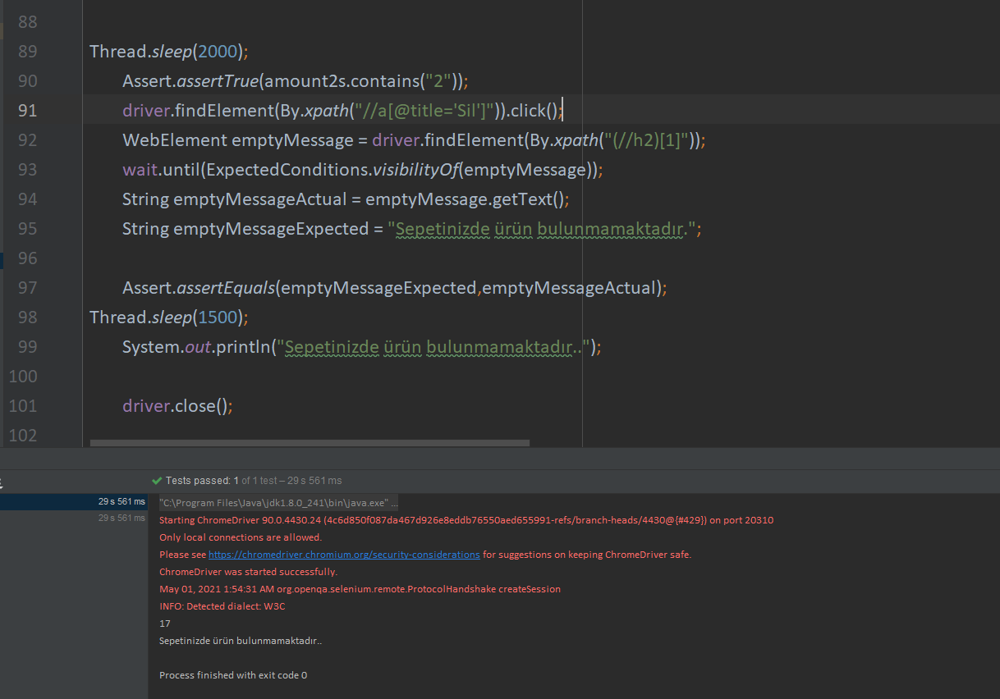 88
89 Thread.sleep(2000);
90 Assert.assertTrue(amount2s.contains("2"));
91 driver.findElement(By.xpath("//a[@title='Sil']")).click();
92 WebElement emptyMessage = driver.findElement(By.xpath("(//h2)[1]"));
93 wait.until(ExpectedConditions.visibilityOf(emptyMessage));
94 String emptyMessageActual = emptyMessage.getText();
95 String emptyMessageExpected = "Sepetinizde ürün bulunmamaktadır.";
96
97 Assert.assertEquals(emptyMessageExpected,emptyMessageActual);
98 Thread.sleep(1500);
99 System.out.println("Sepetinizde ürün bulunmamaktadır..");
100
101 driver.close();
102
Tests passed: 1 of 1 test – 29 s 561 ms
29 s 561 ms
29 s 561 ms
"C:\Program Files\Java\jdk1.8.0_241\bin\java.exe" ...
Starting ChromeDriver 90.0.4430.24 (4c6d850f087da467d926e8eddb76550aed655991-refs/branch-heads/4430@{#429}) on port 20310
Only local connections are allowed.
Please see https://chromedriver.chromium.org/security-considerations for suggestions on keeping ChromeDriver safe.
ChromeDriver was started successfully.
May 01, 2021 1:54:31 AM org.openqa.selenium.remote.ProtocolHandshake createSession
INFO: Detected dialect: W3C
17
Sepetinizde ürün bulunmamaktadır..
Process finished with exit code 0